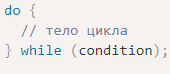 do {
  // тело цикла
} while (condition);